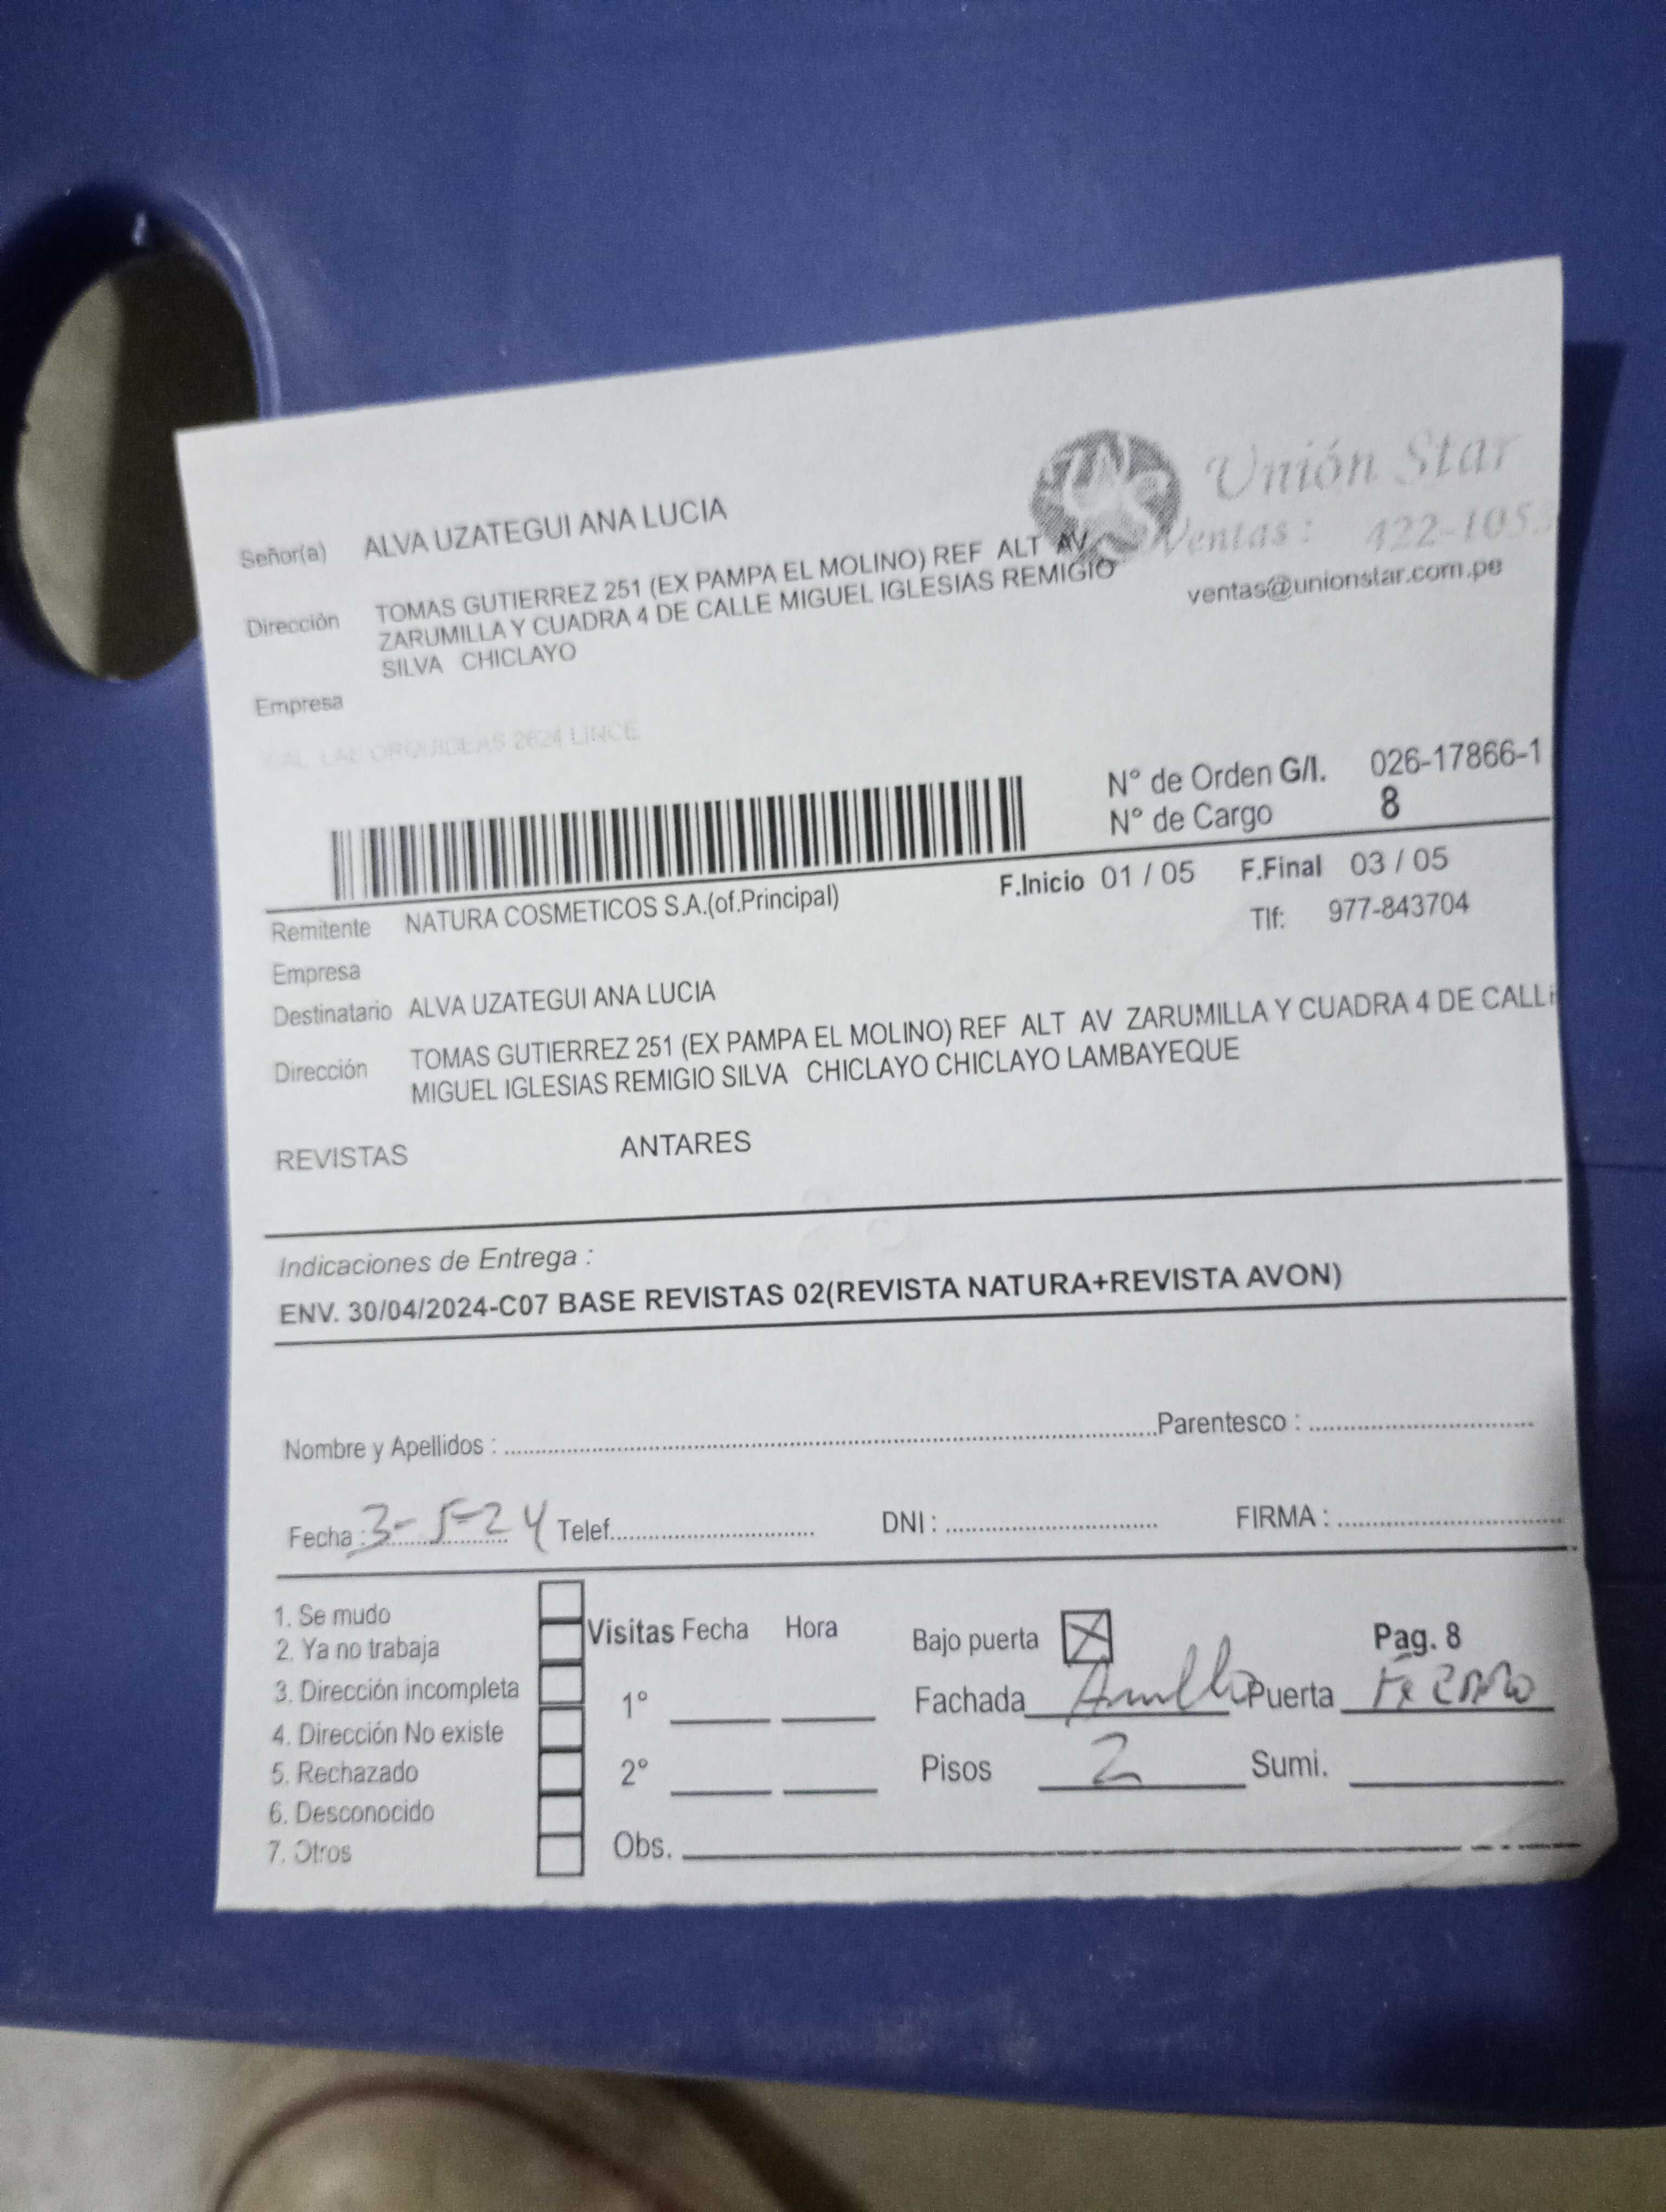 Unión Star
Ventas: 422-1053
ventas@unionstar.com.pe
Señor(a) ALVA UZATEGUI ANA LUCIA
Dirección TOMAS GUTIERREZ 251 (EX PAMPA EL MOLINO) REF ALT AV
ZARUMILLA Y CUADRA 4 DE CALLE MIGUEL IGLESIAS REMIGIO
SILVA CHICLAYO
Empresa
CAL. LAS ORQUIDEAS 2624 LINCE
N° de Orden G/I. 026-17866-1
N° de Cargo 8
F.Inicio 01 / 05 F.Final 03 / 05
Remitente NATURA COSMETICOS S.A.(of.Principal) Tlf: 977-843704
Empresa
Destinatario ALVA UZATEGUI ANA LUCIA
Dirección TOMAS GUTIERREZ 251 (EX PAMPA EL MOLINO) REF ALT AV ZARUMILLA Y CUADRA 4 DE CALL
MIGUEL IGLESIAS REMIGIO SILVA CHICLAYO CHICLAYO LAMBAYEQUE
REVISTAS ANTARES
Indicaciones de Entrega :
ENV. 30/04/2024-C07 BASE REVISTAS 02(REVISTA NATURA+REVISTA AVON)
Nombre y Apellidos : Parentesco :
Fecha : 3-5-24 Telef. DNI : FIRMA :
1. Se mudo
2. Ya no trabaja
3. Dirección incompleta
4. Dirección No existe
5. Rechazado
6. Desconocido
7. Otros
Visitas Fecha Hora
1°
2°
Obs.
Bajo puerta X Pag. 8
Fachada Puerta
Pisos 2 Sumi.